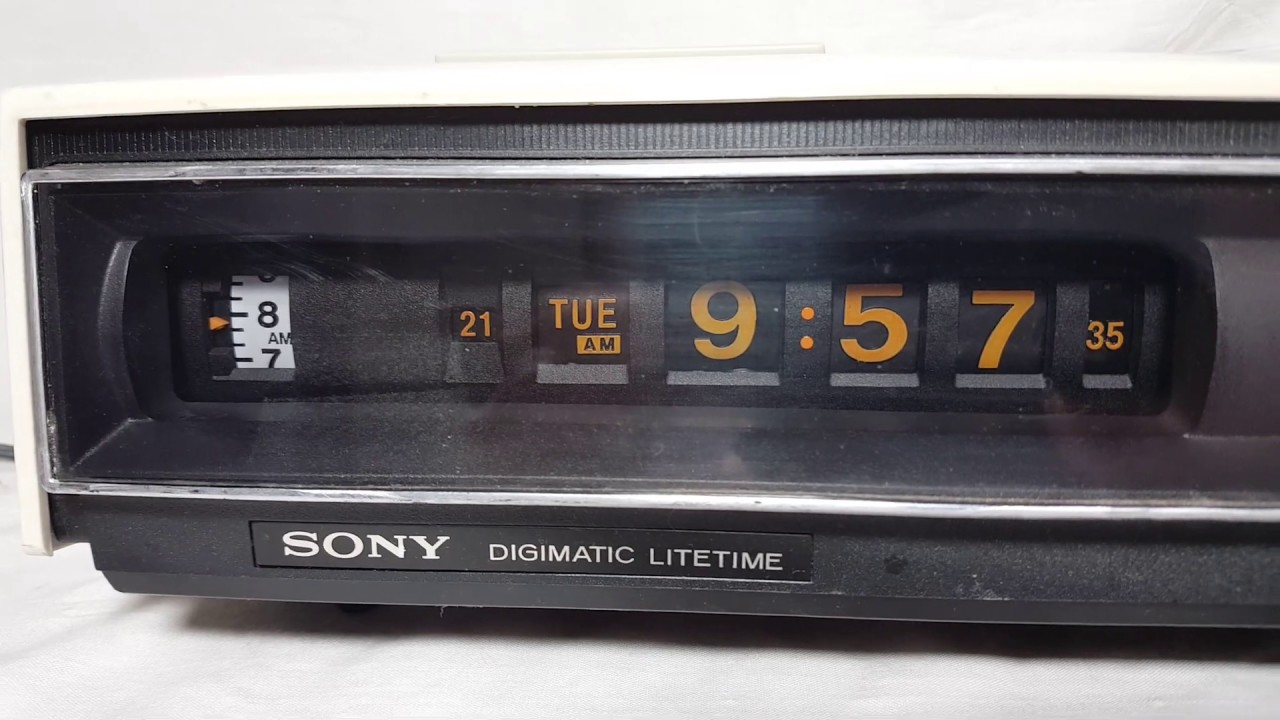 8
AM
7
21 TUE 9:57 35
AM
SONY DIGIMATIC LITETIME